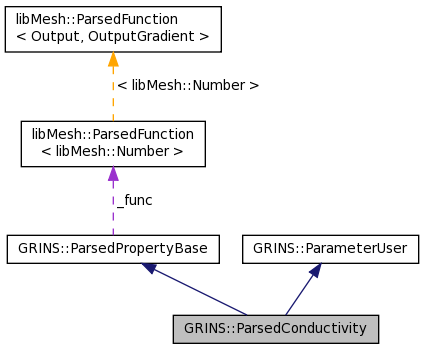 libMesh::ParsedFunction
< Output, OutputGradient >
< libMesh::Number >
libMesh::ParsedFunction
< libMesh::Number >
_func
GRINS::ParsedPropertyBase
GRINS::ParameterUser
GRINS::ParsedConductivity